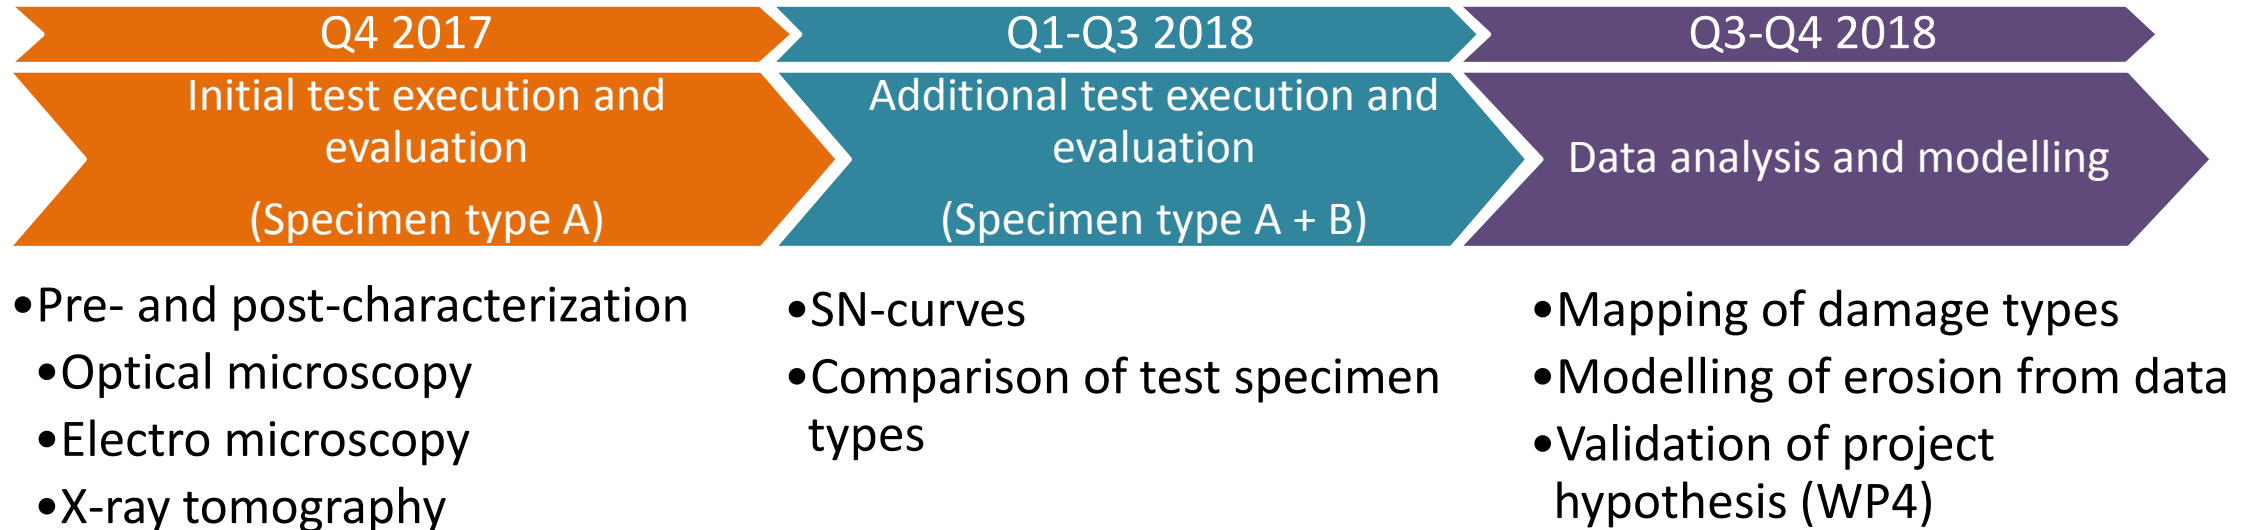 Q4 2017
Q1-Q3 2018
Q3-Q4 2018
Initial test execution and
evaluation
(Specimen type A)
Additional test execution and
evaluation
(Specimen type A + B)
Data analysis and modelling
•Pre- and post-characterization
•Optical microscopy
•Electro microscopy
•X-ray tomography
•SN-curves
•Comparison of test specimen
types
•Mapping of damage types
•Modelling of erosion from data
•Validation of project
hypothesis (WP4)